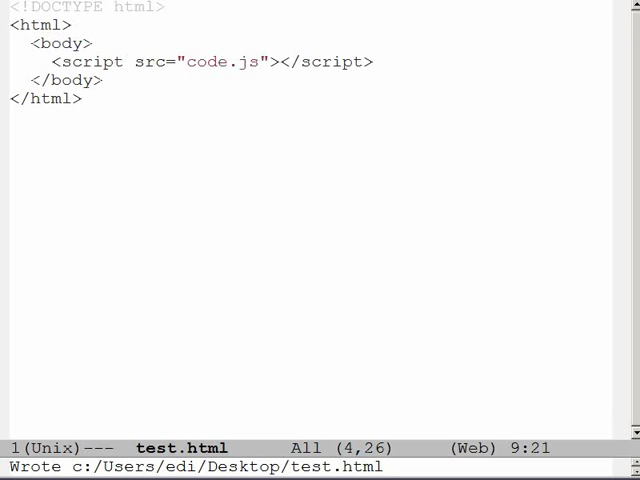 <!DOCTYPE html>
<html>
  <body>
    <script src="code.js"></script>
  </body>
</html>
1(Unix)---  test.html      All (4,26)    (Web) 9:21
Wrote c:/Users/edi/Desktop/test.html